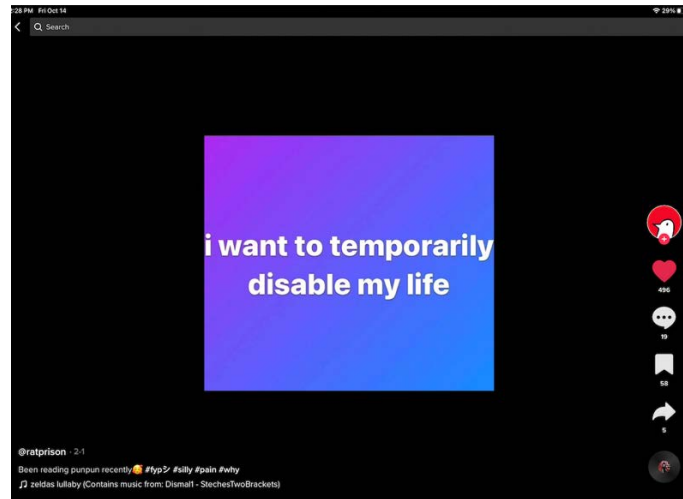 :28 PM Fri Oct 14
29%
Search
i want to temporarily
disable my life
496
19
58
5
@ratprison · 2-1
Been reading punpun recently🥰 #fypシ #silly #pain #why
zeldas lullaby (Contains music from: Dismal1 - StechesTwoBrackets)